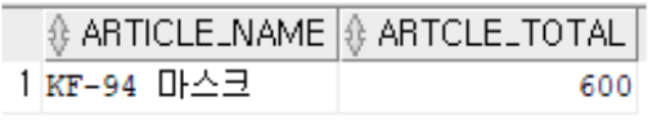 ARTICLE_NAME ARTCLE_TOTAL
1 KF-94 마스크 600